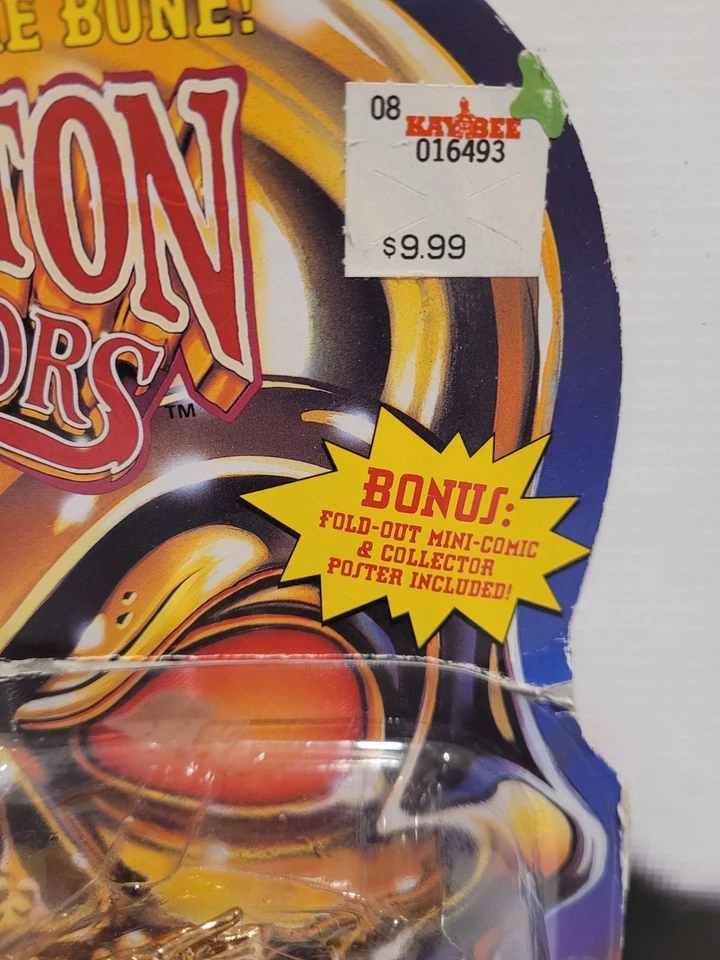 E BONE!
TON
ORS
TM
08 KAY BEE
016493
$9.99
BONUS:
FOLD-OUT MINI-COMIC
& COLLECTOR
POSTER INCLUDED!